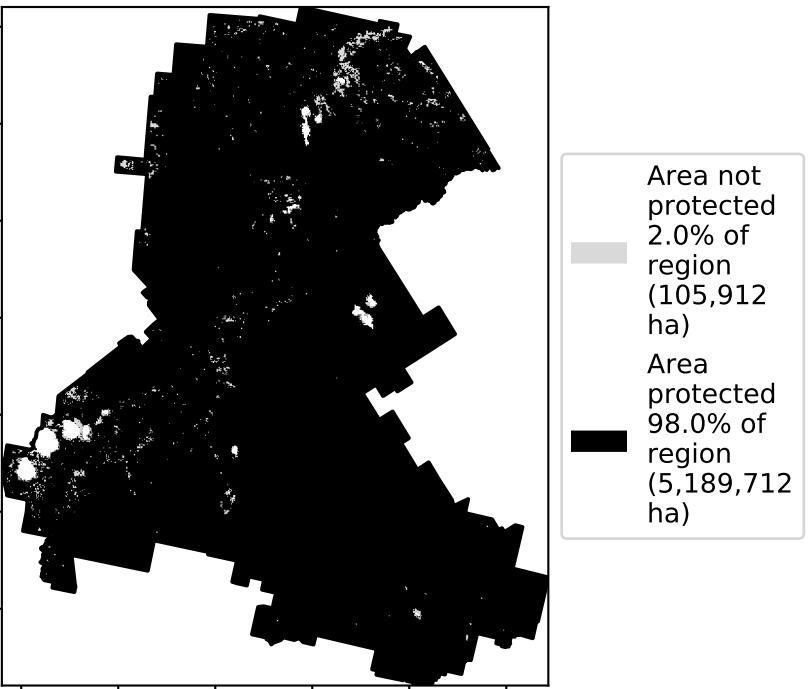 Area not
protected
2.0% of
region
(105,912
ha)
Area
protected
98.0% of
region
(5,189,712
ha)